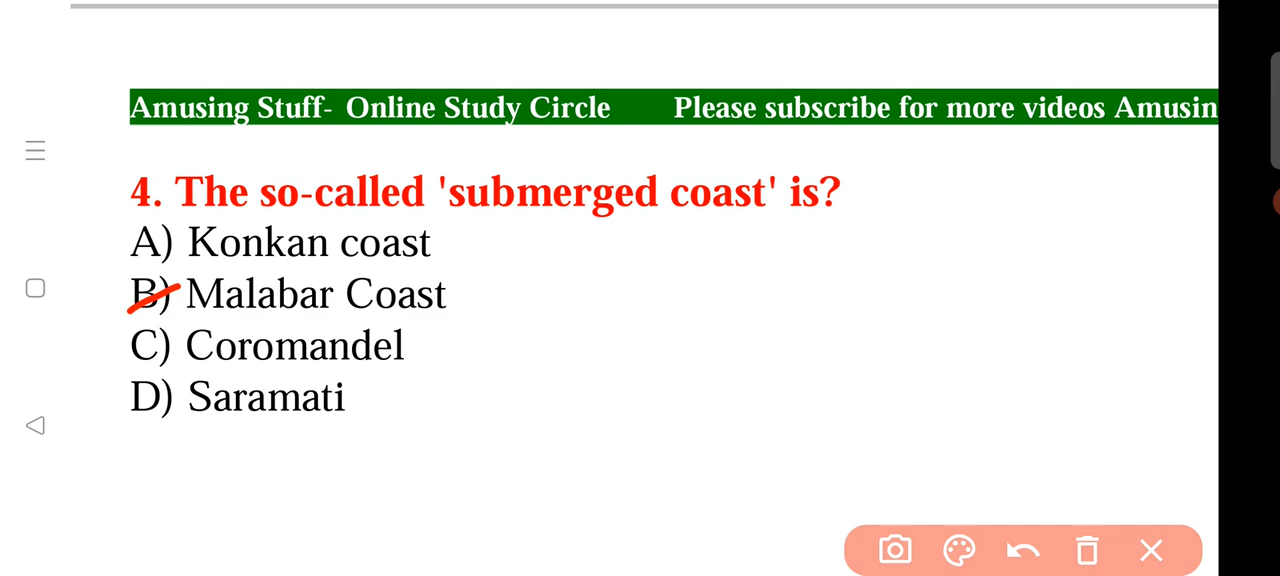 Amusing Stuff- Online Study Circle Please subscribe for more videos Amusin
4. The so-called 'submerged coast' is?
A) Konkan coast
B) Malabar Coast
C) Coromandel
D) Saramati